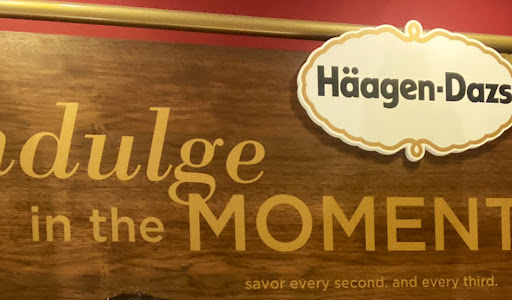 Häagen-Dazs
ndulge
in the MOMENT
savor every second. and every third.